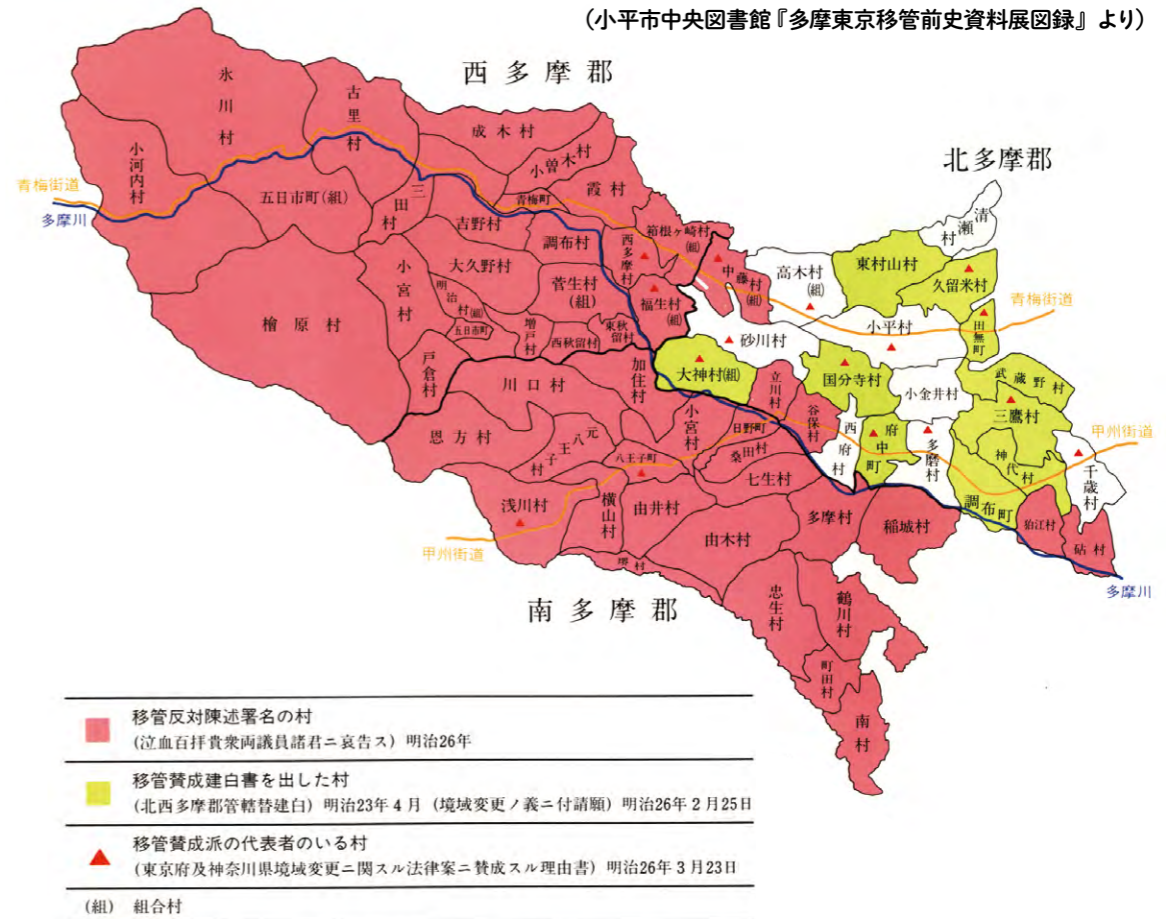 (小平市中央図書館『多摩東京移管前史資料展図録』より)
西多摩郡
北多摩郡
南多摩郡
氷川村
古里村
小河内村
成木村
小曽木村
霞村
青梅街道
多摩川
五日市町(組)
三田村
青梅町
吉野村
調布村
西多摩村
箱根ヶ崎村(組)
中藤村(組)
高木村(組)
東村山村
清瀬村
久留米村
青梅街道
小平村
田無町
檜原村
小宮村
大久野村
明治村(組)
五日市町
増戸村
菅生村(組)
西秋留村
東秋留村
福生村(組)
砂川村
大神村(組)
国分寺村
小金井村
武蔵野村
三鷹村
戸倉村
川口村
加住村
立川村
谷保村
西府村
府中町
多磨村
神代村
甲州街道
千歳村
恩方村
元八王子村
小宮村
日野町
桑田村
八王子町
七生村
調布町
狛江村
砧村
浅川村
横山村
由井村
由木村
多摩村
稲城村
甲州街道
堺村
多摩川
忠生村
鶴川村
町田村
南村
移管反対陳述署名の村
(泣血百拝貴衆両議員諸君ニ哀告ス) 明治26年
移管賛成建白書を出した村
(北西多摩郡管轄替建白) 明治23年4月 (境域変更ノ義ニ付請願) 明治26年2月25日
移管賛成派の代表者のいる村
(東京府及神奈川県境域変更ニ関スル法律案ニ賛成スル理由書) 明治26年3月23日
(組) 組合村